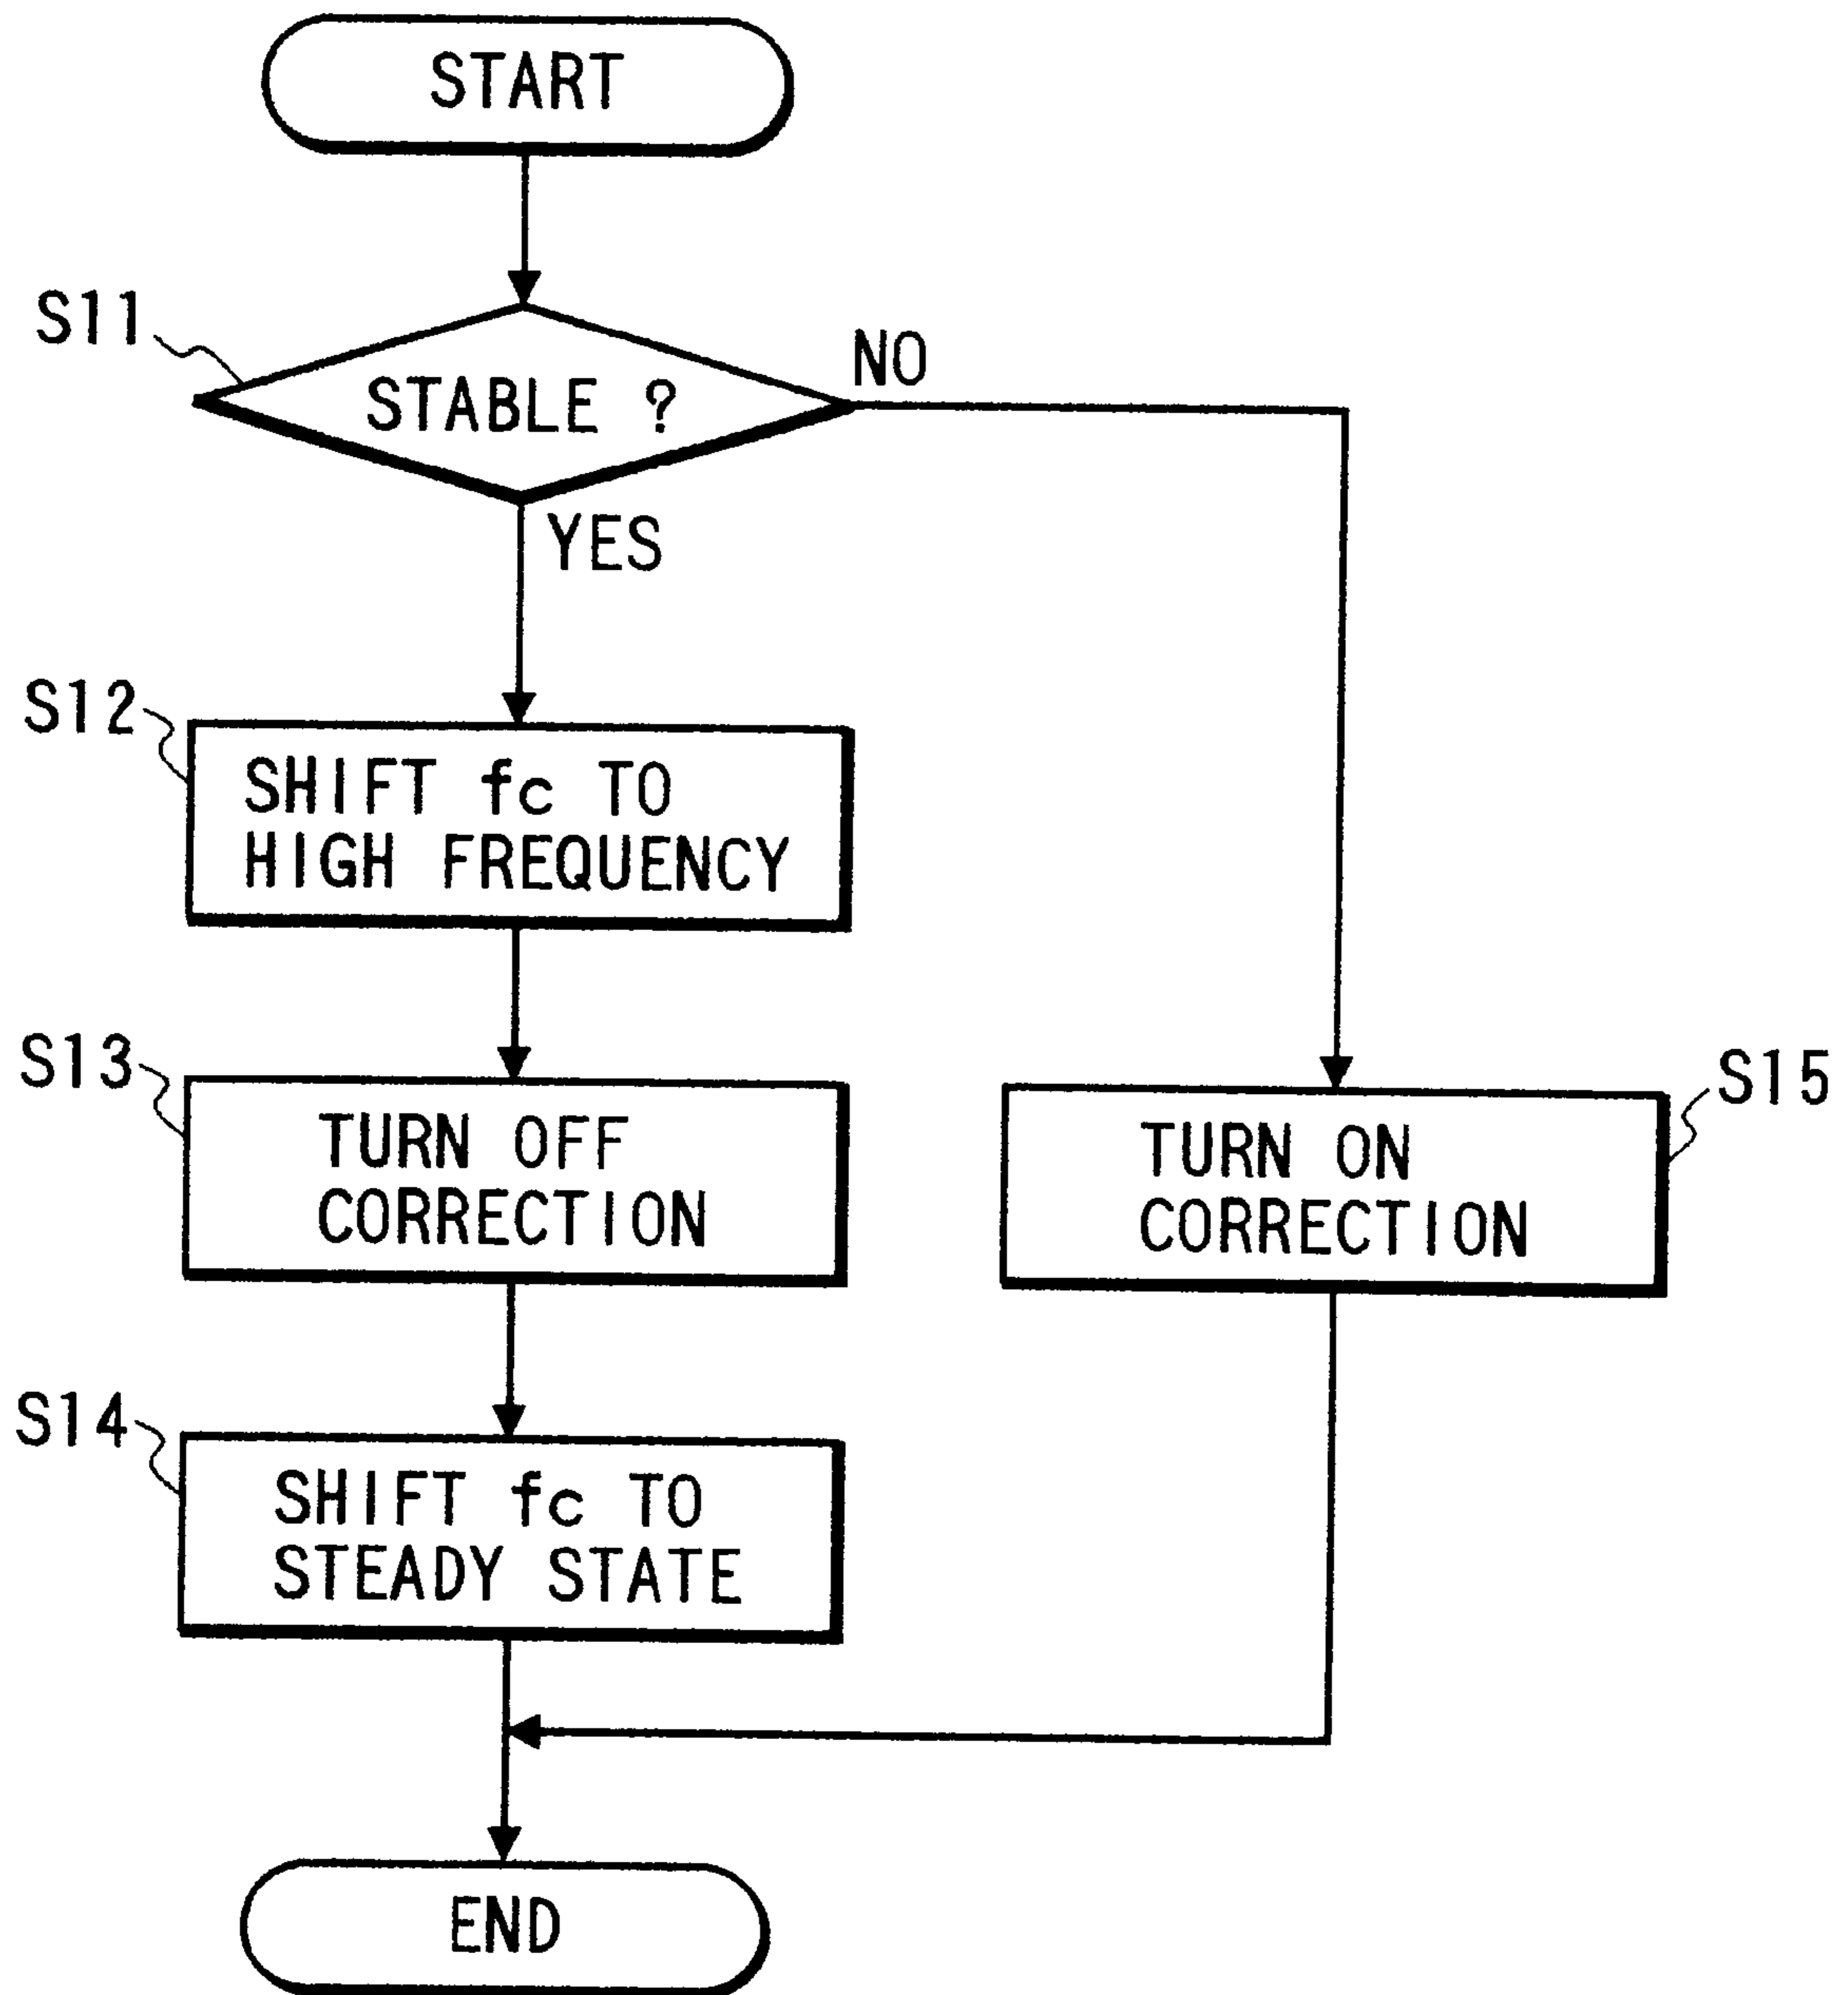 START
S11
STABLE ?
NO
YES
S12
SHIFT fc TO
HIGH FREQUENCY
S13
TURN OFF
CORRECTION
S15
TURN ON
CORRECTION
S14
SHIFT fc TO
STEADY STATE
END